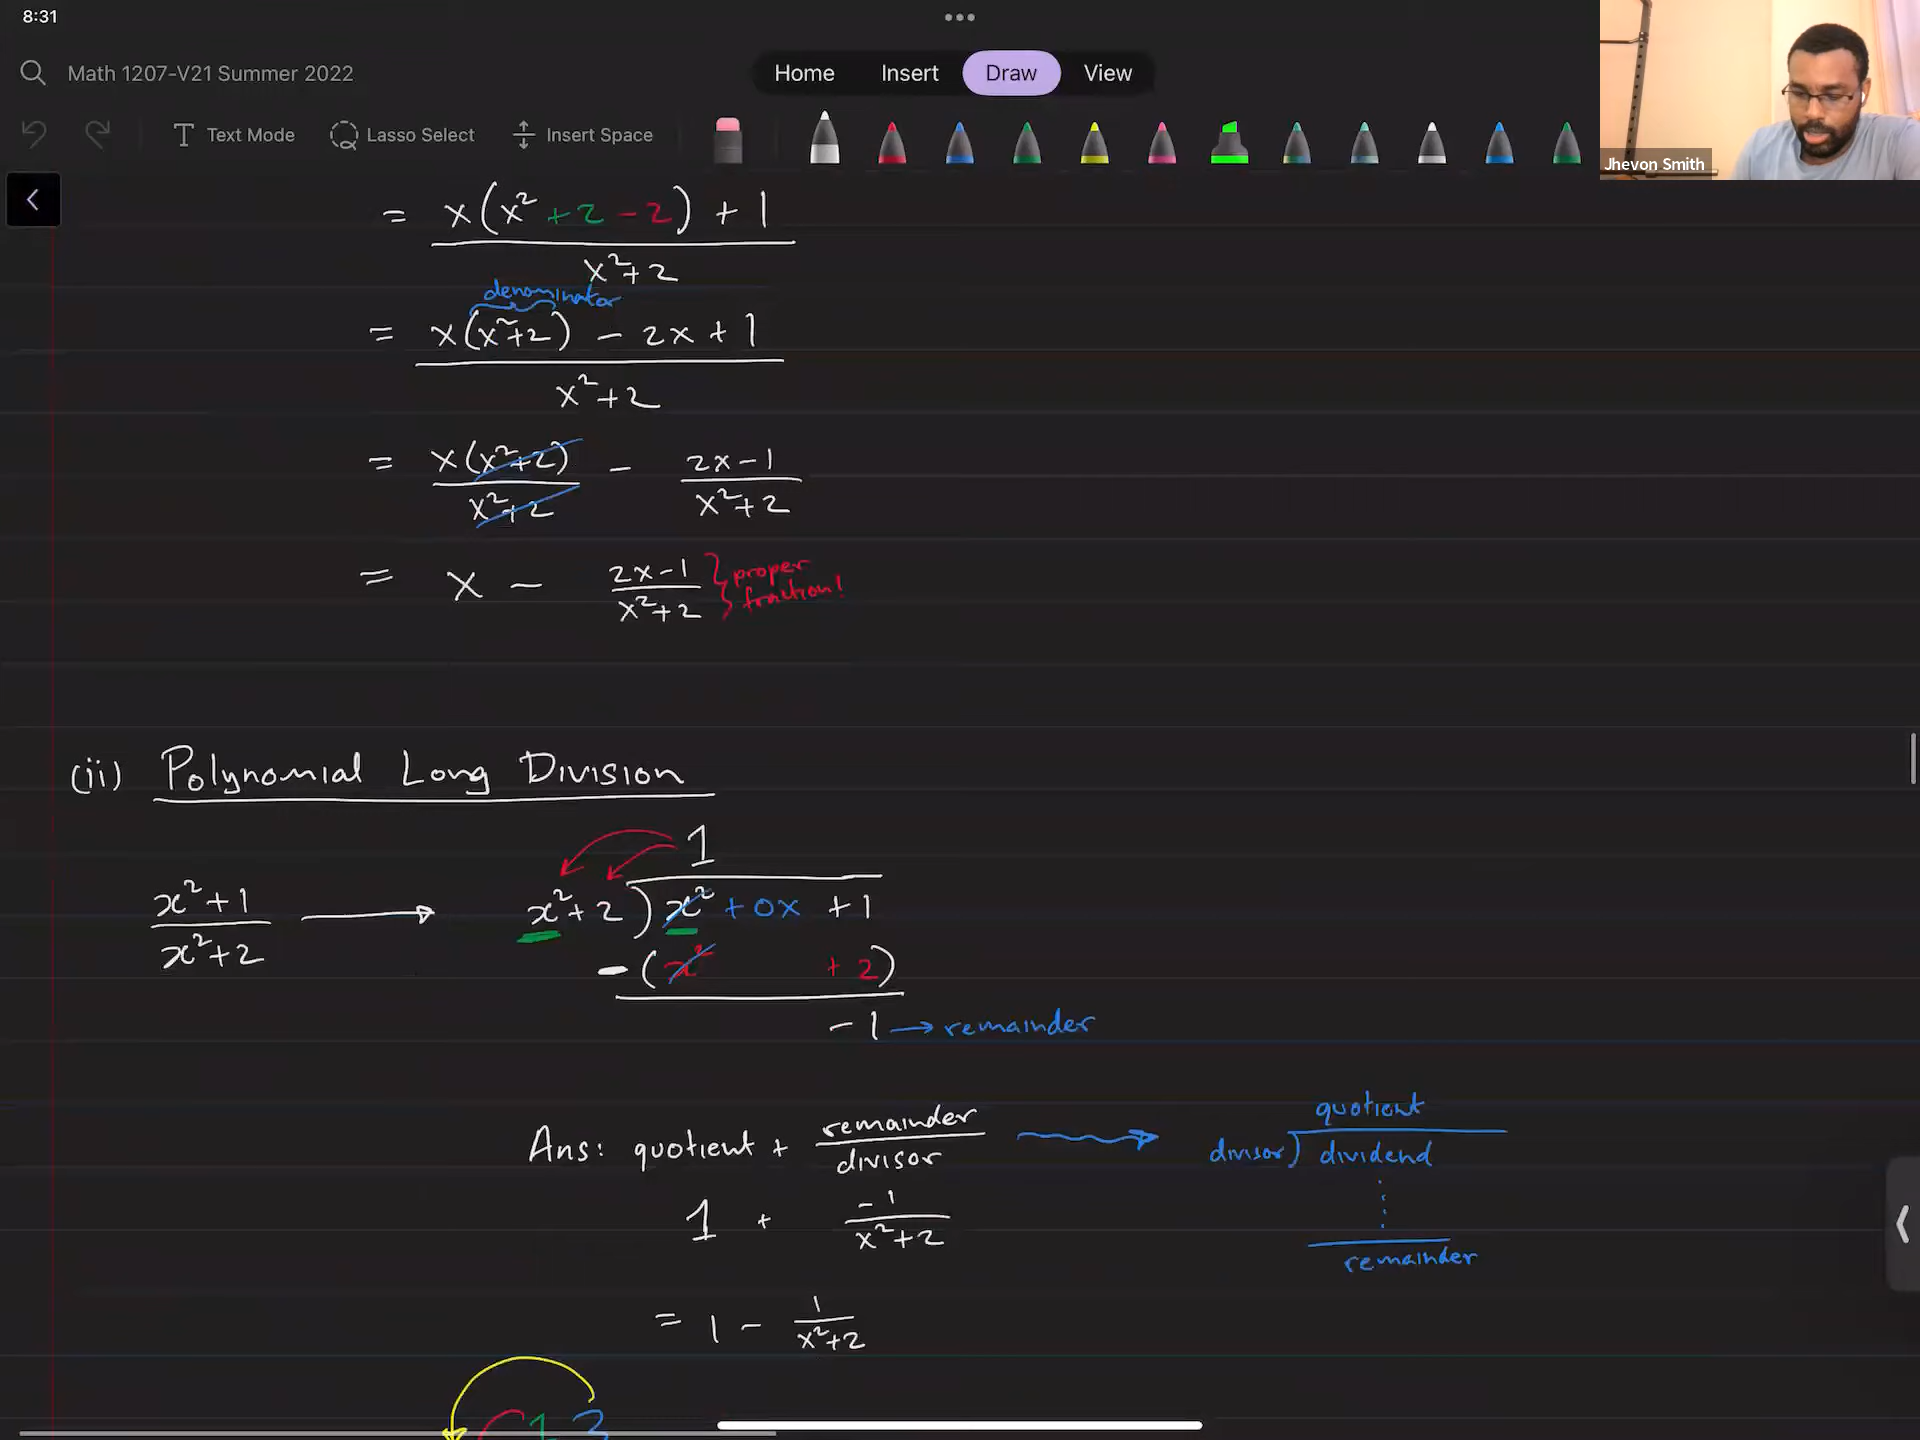 8:31
Math 1207-V21 Summer 2022
Home Insert Draw View
Text Mode Lasso Select Insert Space
Jhevon Smith
= x(x² +2 -2) + 1
x²+2
denominator
= x(x²+2) - 2x + 1
x²+2
= x(x²+2) - 2x-1
x²+2 x²+2
= x - 2x-1 } proper fraction!
x²+2
(ii) Polynomial Long Division
1
x²+1 → x²+2 ) x² + 0x + 1
x²+2
- (x² + 2)
-1 → remainder
quotient
Ans: quotient + remainder
divisor
divisor ) dividend
1 + -1
x²+2
remainder
= 1 - 1
x²+2